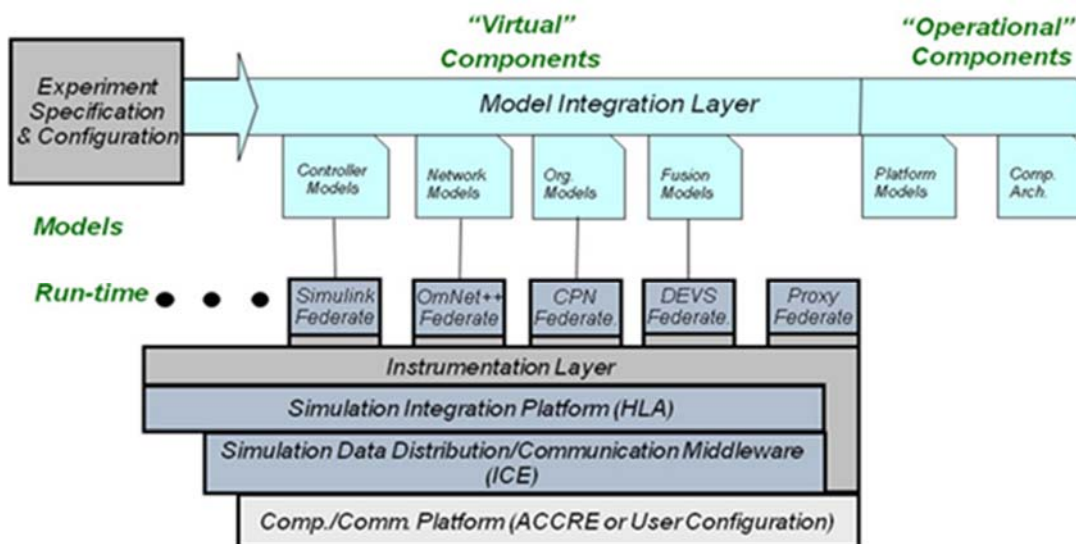 “Virtual”
Components
“Operational”
Components
Experiment
Specification
& Configuration
Model Integration Layer
Controller
Models
Network
Models
Org.
Models
Fusion
Models
Platform
Models
Comp.
Arch.
Models
Run-time
Simulink
Federate
OmNet++
Federate
CPN
Federate.
DEVS
Federate.
Proxy
Federate
Instrumentation Layer
Simulation Integration Platform (HLA)
Simulation Data Distribution/Communication Middleware
(ICE)
Comp./Comm. Platform (ACCRE or User Configuration)